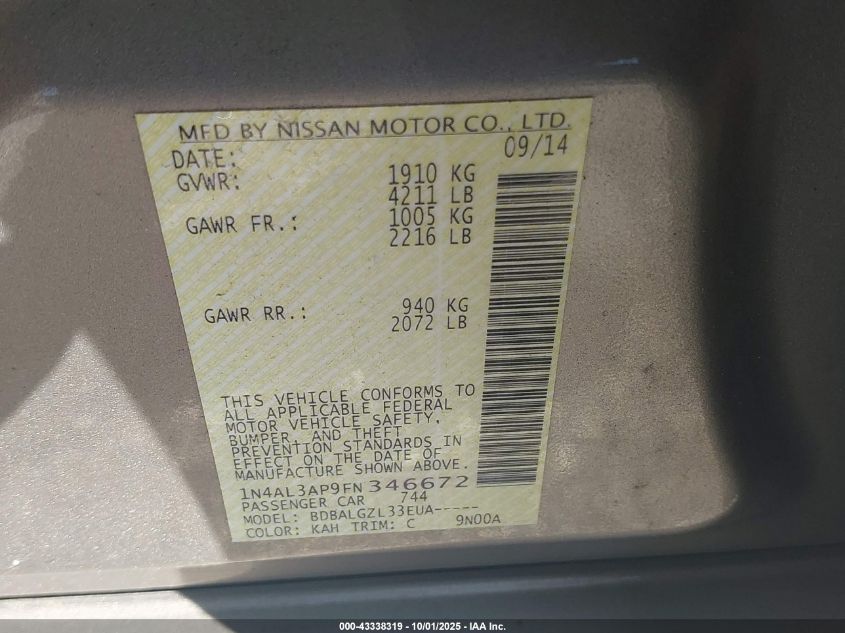 MFD BY NISSAN MOTOR CO., LTD.
DATE: 09/14
GVWR: 1910 KG
4211 LB
GAWR FR.: 1005 KG
2216 LB
GAWR RR.: 940 KG
2072 LB
THIS VEHICLE CONFORMS TO
ALL APPLICABLE FEDERAL
MOTOR VEHICLE SAFETY,
BUMPER, AND THEFT
PREVENTION STANDARDS IN
EFFECT ON THE DATE OF
MANUFACTURE SHOWN ABOVE.
1N4AL3AP9FN346672
PASSENGER CAR 744
MODEL: BDBALGZL33EUA-----
COLOR: KAH TRIM: C 9N00A
000-43338319 - 10/01/2025 - IAA Inc.